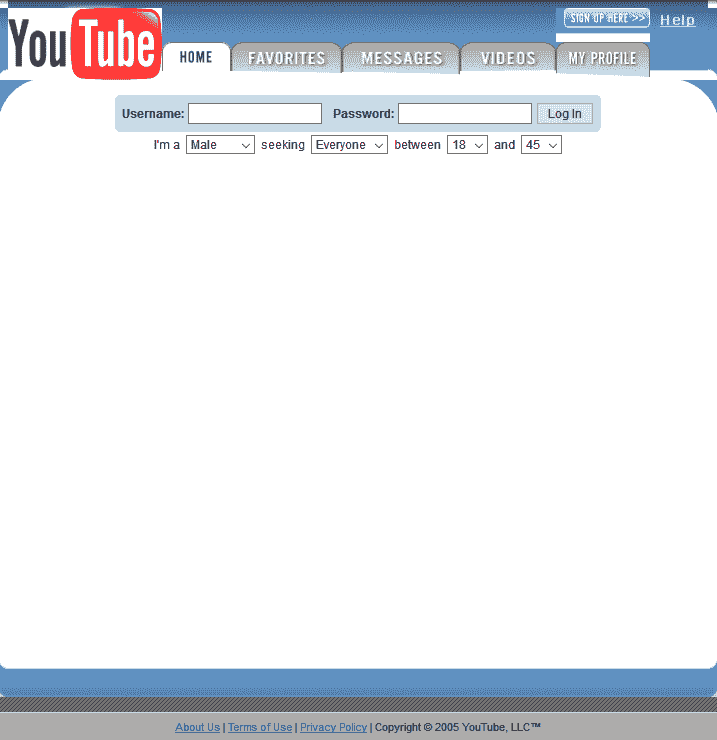 YouTube
SIGN UP HERE >> Help
HOME FAVORITES MESSAGES VIDEOS MY PROFILE
Username: Password: Log In
I'm a Male seeking Everyone between 18 and 45
About Us | Terms of Use | Privacy Policy | Copyright © 2005 YouTube, LLC™